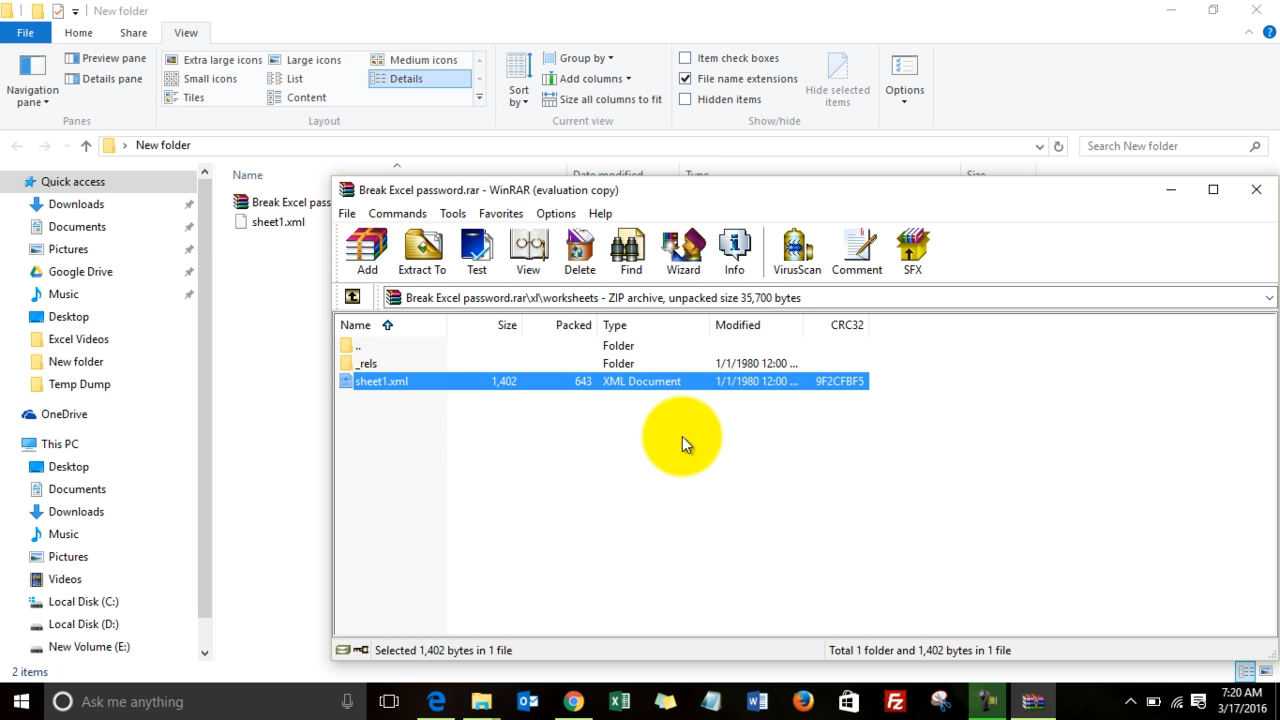 New folder
File Home Share View
Navigation pane
Preview pane
Details pane
Panes
Extra large icons Large icons Medium icons
Small icons List Details
Tiles Content
Layout
Sort by
Group by
Add columns
Size all columns to fit
Current view
Item check boxes
File name extensions
Hidden items
Hide selected items
Show/hide
Options
New folder
Search New folder
Quick access
Downloads
Documents
Pictures
Google Drive
Music
Desktop
Excel Videos
New folder
Temp Dump
OneDrive
This PC
Desktop
Documents
Downloads
Music
Pictures
Videos
Local Disk (C:)
Local Disk (D:)
New Volume (E:)
2 items
Name Date modified Type Size
Break Excel pass
sheet1.xml
Break Excel password.rar - WinRAR (evaluation copy)
File Commands Tools Favorites Options Help
Add Extract To Test View Delete Find Wizard Info VirusScan Comment SFX
Break Excel password.rar\xl\worksheets - ZIP archive, unpacked size 35,700 bytes
Name Size Packed Type Modified CRC32
.. Folder
_rels Folder 1/1/1980 12:00 ...
sheet1.xml 1,402 643 XML Document 1/1/1980 12:00 ... 9F2CFBF5
Selected 1,402 bytes in 1 file
Total 1 folder and 1,402 bytes in 1 file
Ask me anything
7:20 AM
3/17/2016